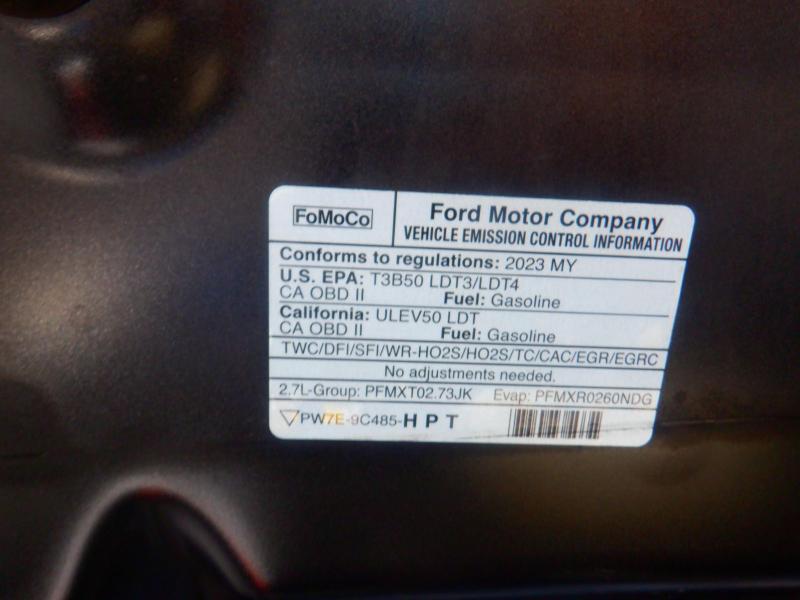 FoMoCo
Ford Motor Company
VEHICLE EMISSION CONTROL INFORMATION
Conforms to regulations: 2023 MY
U.S. EPA: T3B50 LDT3/LDT4
CA OBD II Fuel: Gasoline
California: ULEV50 LDT
CA OBD II Fuel: Gasoline
TWC/DFI/SFI/WR-HO2S/HO2S/TC/CAC/EGR/EGRC
No adjustments needed.
2.7L-Group: PFMXT02.73JK Evap: PFMXR0260NDG
PW7E-9C485-HPT